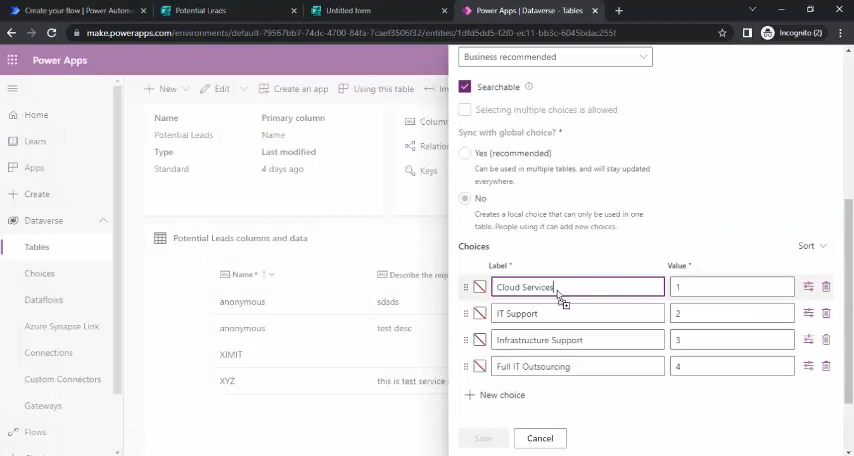 Create your flow | Power Automa
Potential Leads
Untitled form
Power Apps | Dataverse - Tables
make.powerapps.com/environments/default-79567bb7-74dc-4700-84fa-7caef3506f32/entities/1dfd5dd5-f2f0-ec11-bb3c-6045bdac255f
Incognito (2)
Power Apps
Home
Learn
Apps
Create
Dataverse
Tables
Choices
Dataflows
Azure Synapse Link
Connections
Custom Connectors
Gateways
Flows
New
Edit
Create an app
Using this table
Im
Name
Primary column
Potential Leads
Name
Type
Last modified
Standard
4 days ago
Column
Relation
Keys
Potential Leads columns and data
Name *
Describe the requ
anonymous
sdsds
anonymous
test desc
XIMIT
XYZ
this is test service
Business recommended
Searchable
Selecting multiple choices is allowed
Sync with global choice? *
Yes (recommended)
Can be used in multiple tables, and will stay updated
everywhere.
No
Creates a local choice that can only be used in one
table. People using it can add new choices.
Choices
Sort
Label *
Value *
Cloud Services
1
IT Support
2
Infrastructure Support
3
Full IT Outsourcing
4
New choice
Save
Cancel